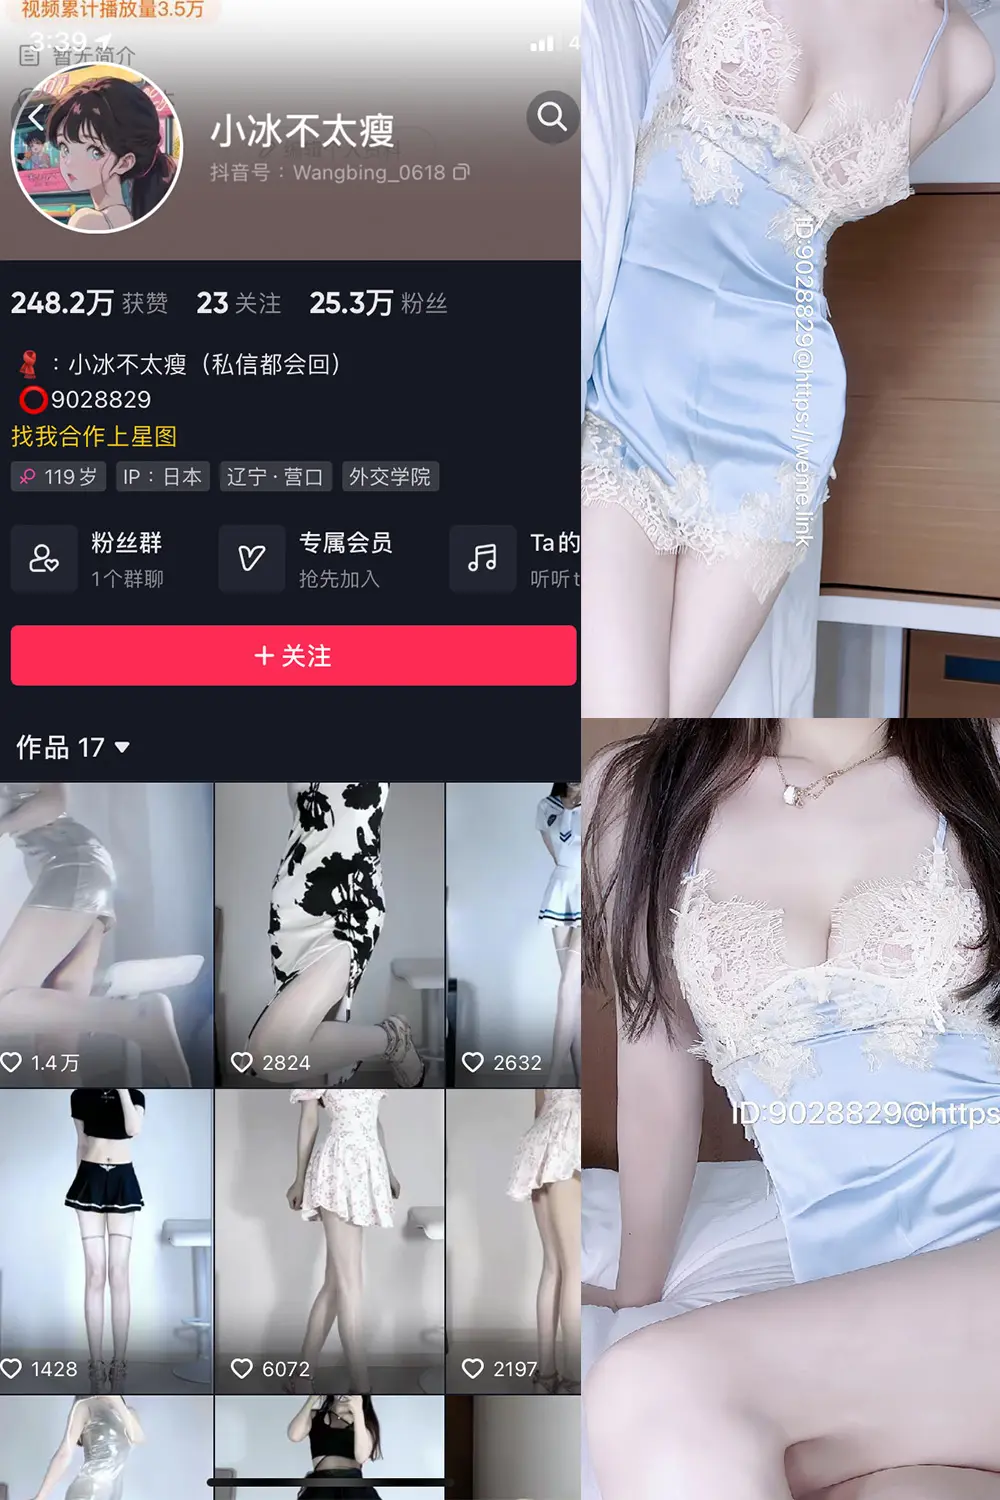 视频累计播放量3.5万
3:39
4
暂无简介
小冰不太瘦
抖音号：Wangbing_0618
248.2万 获赞 23 关注 25.3万 粉丝
：小冰不太瘦（私信都会回）
9028829
找我合作上星图
119岁 IP：日本 辽宁·营口 外交学院
粉丝群
1个群聊
专属会员
抢先加入
Ta的
听听t
+ 关注
作品 17
1.4万
2824
2632
1428
6072
2197
ID:9028829@https://weme.link
ID:9028829@https